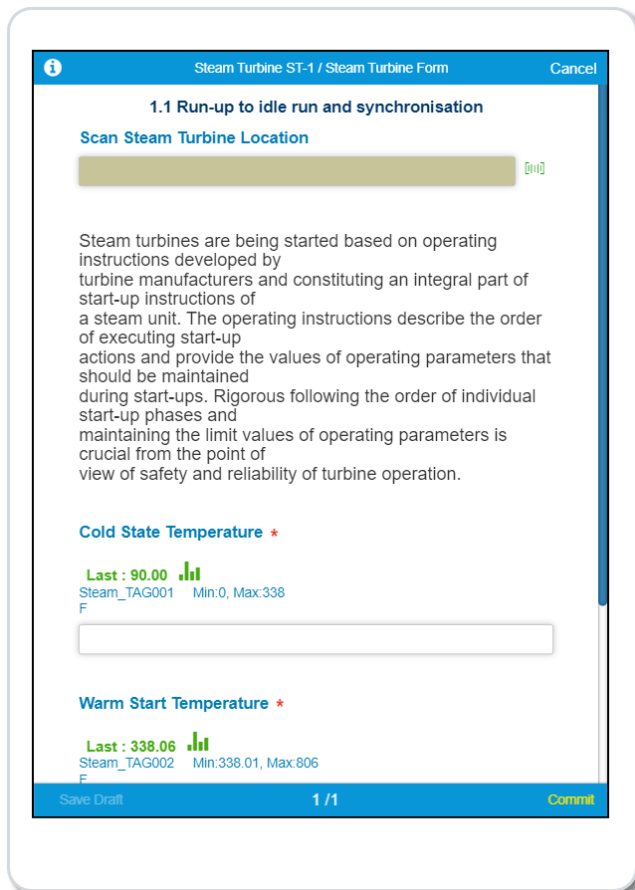 Steam Turbine ST-1 / Steam Turbine Form Cancel
1.1 Run-up to idle run and synchronisation
Scan Steam Turbine Location
Steam turbines are being started based on operating
instructions developed by
turbine manufacturers and constituting an integral part of
start-up instructions of
a steam unit. The operating instructions describe the order
of executing start-up
actions and provide the values of operating parameters that
should be maintained
during start-ups. Rigorous following the order of individual
start-up phases and
maintaining the limit values of operating parameters is
crucial from the point of
view of safety and reliability of turbine operation.
Cold State Temperature *
Last : 90.00
Steam_TAG001 Min:0, Max:338
F
Warm Start Temperature *
Last : 338.06
Steam_TAG002 Min:338.01, Max:806
F
Save Draft 1 /1 Commit